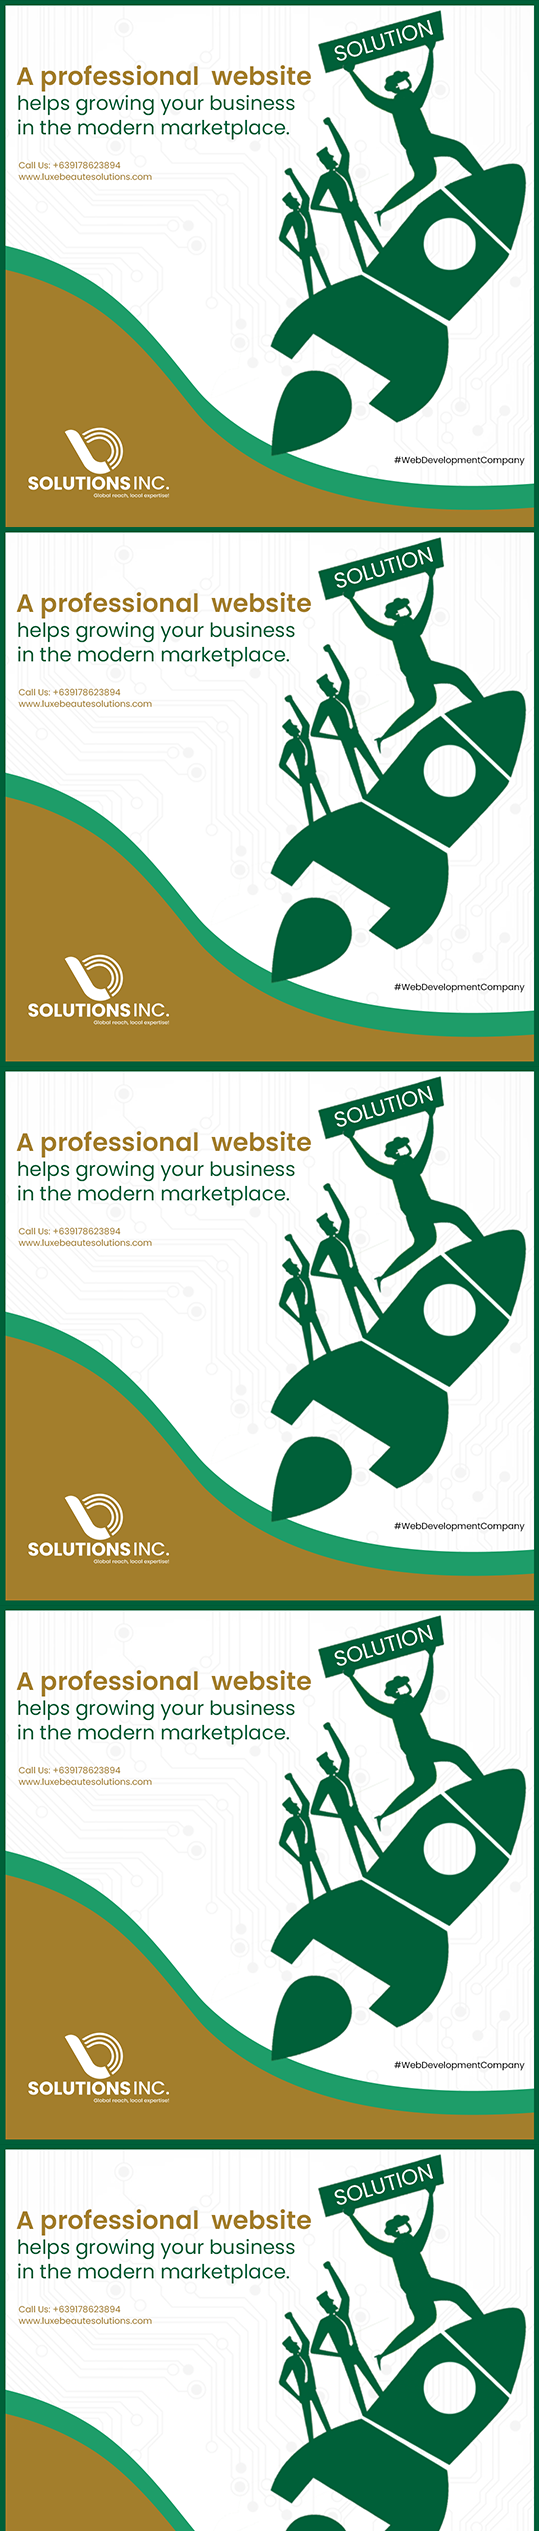 SOLUTION
A professional website
helps growing your business
in the modern marketplace.
Call Us: +639178623894
www.luxebeautesolutions.com
#WebDevelopmentCompany
SOLUTIONS INC.
Global reach, local expertise!
SOLUTION
A professional website
helps growing your business
in the modern marketplace.
Call Us: +639178623894
www.luxebeautesolutions.com
#WebDevelopmentCompany
SOLUTIONS INC.
Global reach, local expertise!
SOLUTION
A professional website
helps growing your business
in the modern marketplace.
Call Us: +639178623894
www.luxebeautesolutions.com
#WebDevelopmentCompany
SOLUTIONS INC.
Global reach, local expertise!
SOLUTION
A professional website
helps growing your business
in the modern marketplace.
Call Us: +639178623894
www.luxebeautesolutions.com
#WebDevelopmentCompany
SOLUTIONS INC.
Global reach, local expertise!
SOLUTION
A professional website
helps growing your business
in the modern marketplace.
Call Us: +639178623894
www.luxebeautesolutions.com